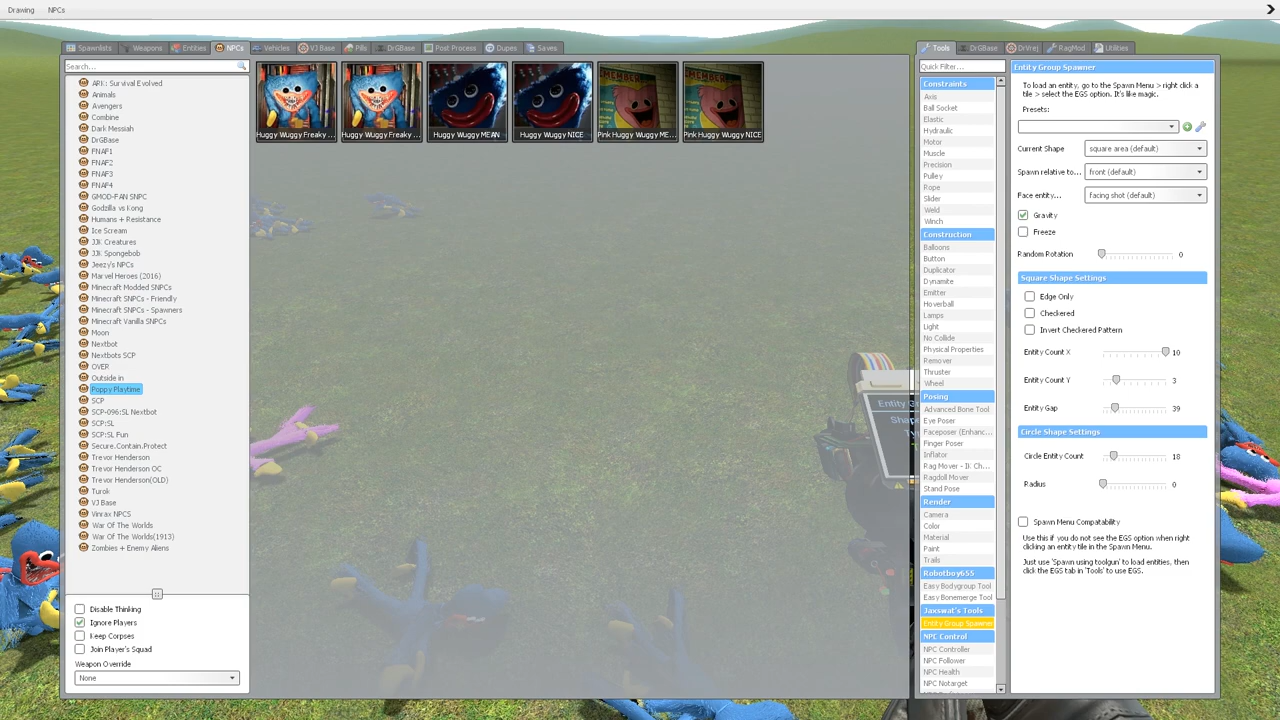 Drawing NPCs
Spawnlists Weapons Entities NPCs Vehicles VJ Base Pills DrGBase Post Process Dupes Saves
Search...
ARK: Survival Evolved
Animals
Avengers
Combine
Dark Messiah
DrGBase
FNAF1
FNAF2
FNAF3
FNAF4
GMOD-FAN SNPC
Godzilla vs Kong
Humans + Resistance
Ice Scream
JJK Creatures
JJK Spongebob
Jeezy's NPCs
Marvel Heroes (2016)
Minecraft Modded SNPCs
Minecraft SNPCs - Friendly
Minecraft SNPCs - Spawners
Minecraft Vanilla SNPCs
Moon
Nextbot
Nextbots SCP
OVER
Outside in
Poppy Playtime
SCP
SCP-096:SL Nextbot
SCP:SL
SCP:SL Fun
Secure.Contain.Protect
Trevor Henderson
Trevor Henderson OC
Trevor Henderson(OLD)
Turok
VJ Base
Vinrax NPCS
War Of The Worlds
War Of The Worlds(1913)
Zombies + Enemy Aliens
Disable Thinking
Ignore Players
Keep Corpses
Join Player's Squad
Weapon Override
None
Huggy Wuggy Freaky ...
Huggy Wuggy Freaky ...
Huggy Wuggy MEAN
Huggy Wuggy NICE
Pink Huggy Wuggy ME...
Pink Huggy Wuggy NICE
Entity G
Tools DrGBase DrVrej RagMod Utilities
Quick Filter...
Constraints
Axis
Ball Socket
Elastic
Hydraulic
Motor
Muscle
Precision
Pulley
Rope
Slider
Weld
Winch
Construction
Balloons
Button
Duplicator
Dynamite
Emitter
Hoverball
Lamps
Light
No Collide
Physical Properties
Remover
Thruster
Wheel
Posing
Advanced Bone Tool
Eye Poser
Faceposer (Enhanc...
Finger Poser
Inflator
Rag Mover - IK Ch...
Ragdoll Mover
Stand Pose
Render
Camera
Color
Material
Paint
Trails
Robotboy655
Easy Bodygroup Tool
Easy Bonemerge Tool
Jaxswat's Tools
Entity Group Spawner
NPC Control
NPC Controller
NPC Follower
NPC Health
NPC Notarget
Entity Group Spawner
To load an entity, go to the Spawn Menu > right click a
tile > select the EGS option. It's like magic.
Presets:
Current Shape square area (default)
Spawn relative to... front (default)
Face entity... facing shot (default)
Gravity
Freeze
Random Rotation 0
Square Shape Settings
Edge Only
Checkered
Invert Checkered Pattern
Entity Count X 10
Entity Count Y 3
Entity Gap 39
Circle Shape Settings
Circle Entity Count 18
Radius 0
Spawn Menu Compatability
Use this if you do not see the EGS option when right
clicking an entity tile in the Spawn Menu.
Just use 'Spawn using toolgun' to load entities, then
click the EGS tab in 'Tools' to use EGS.